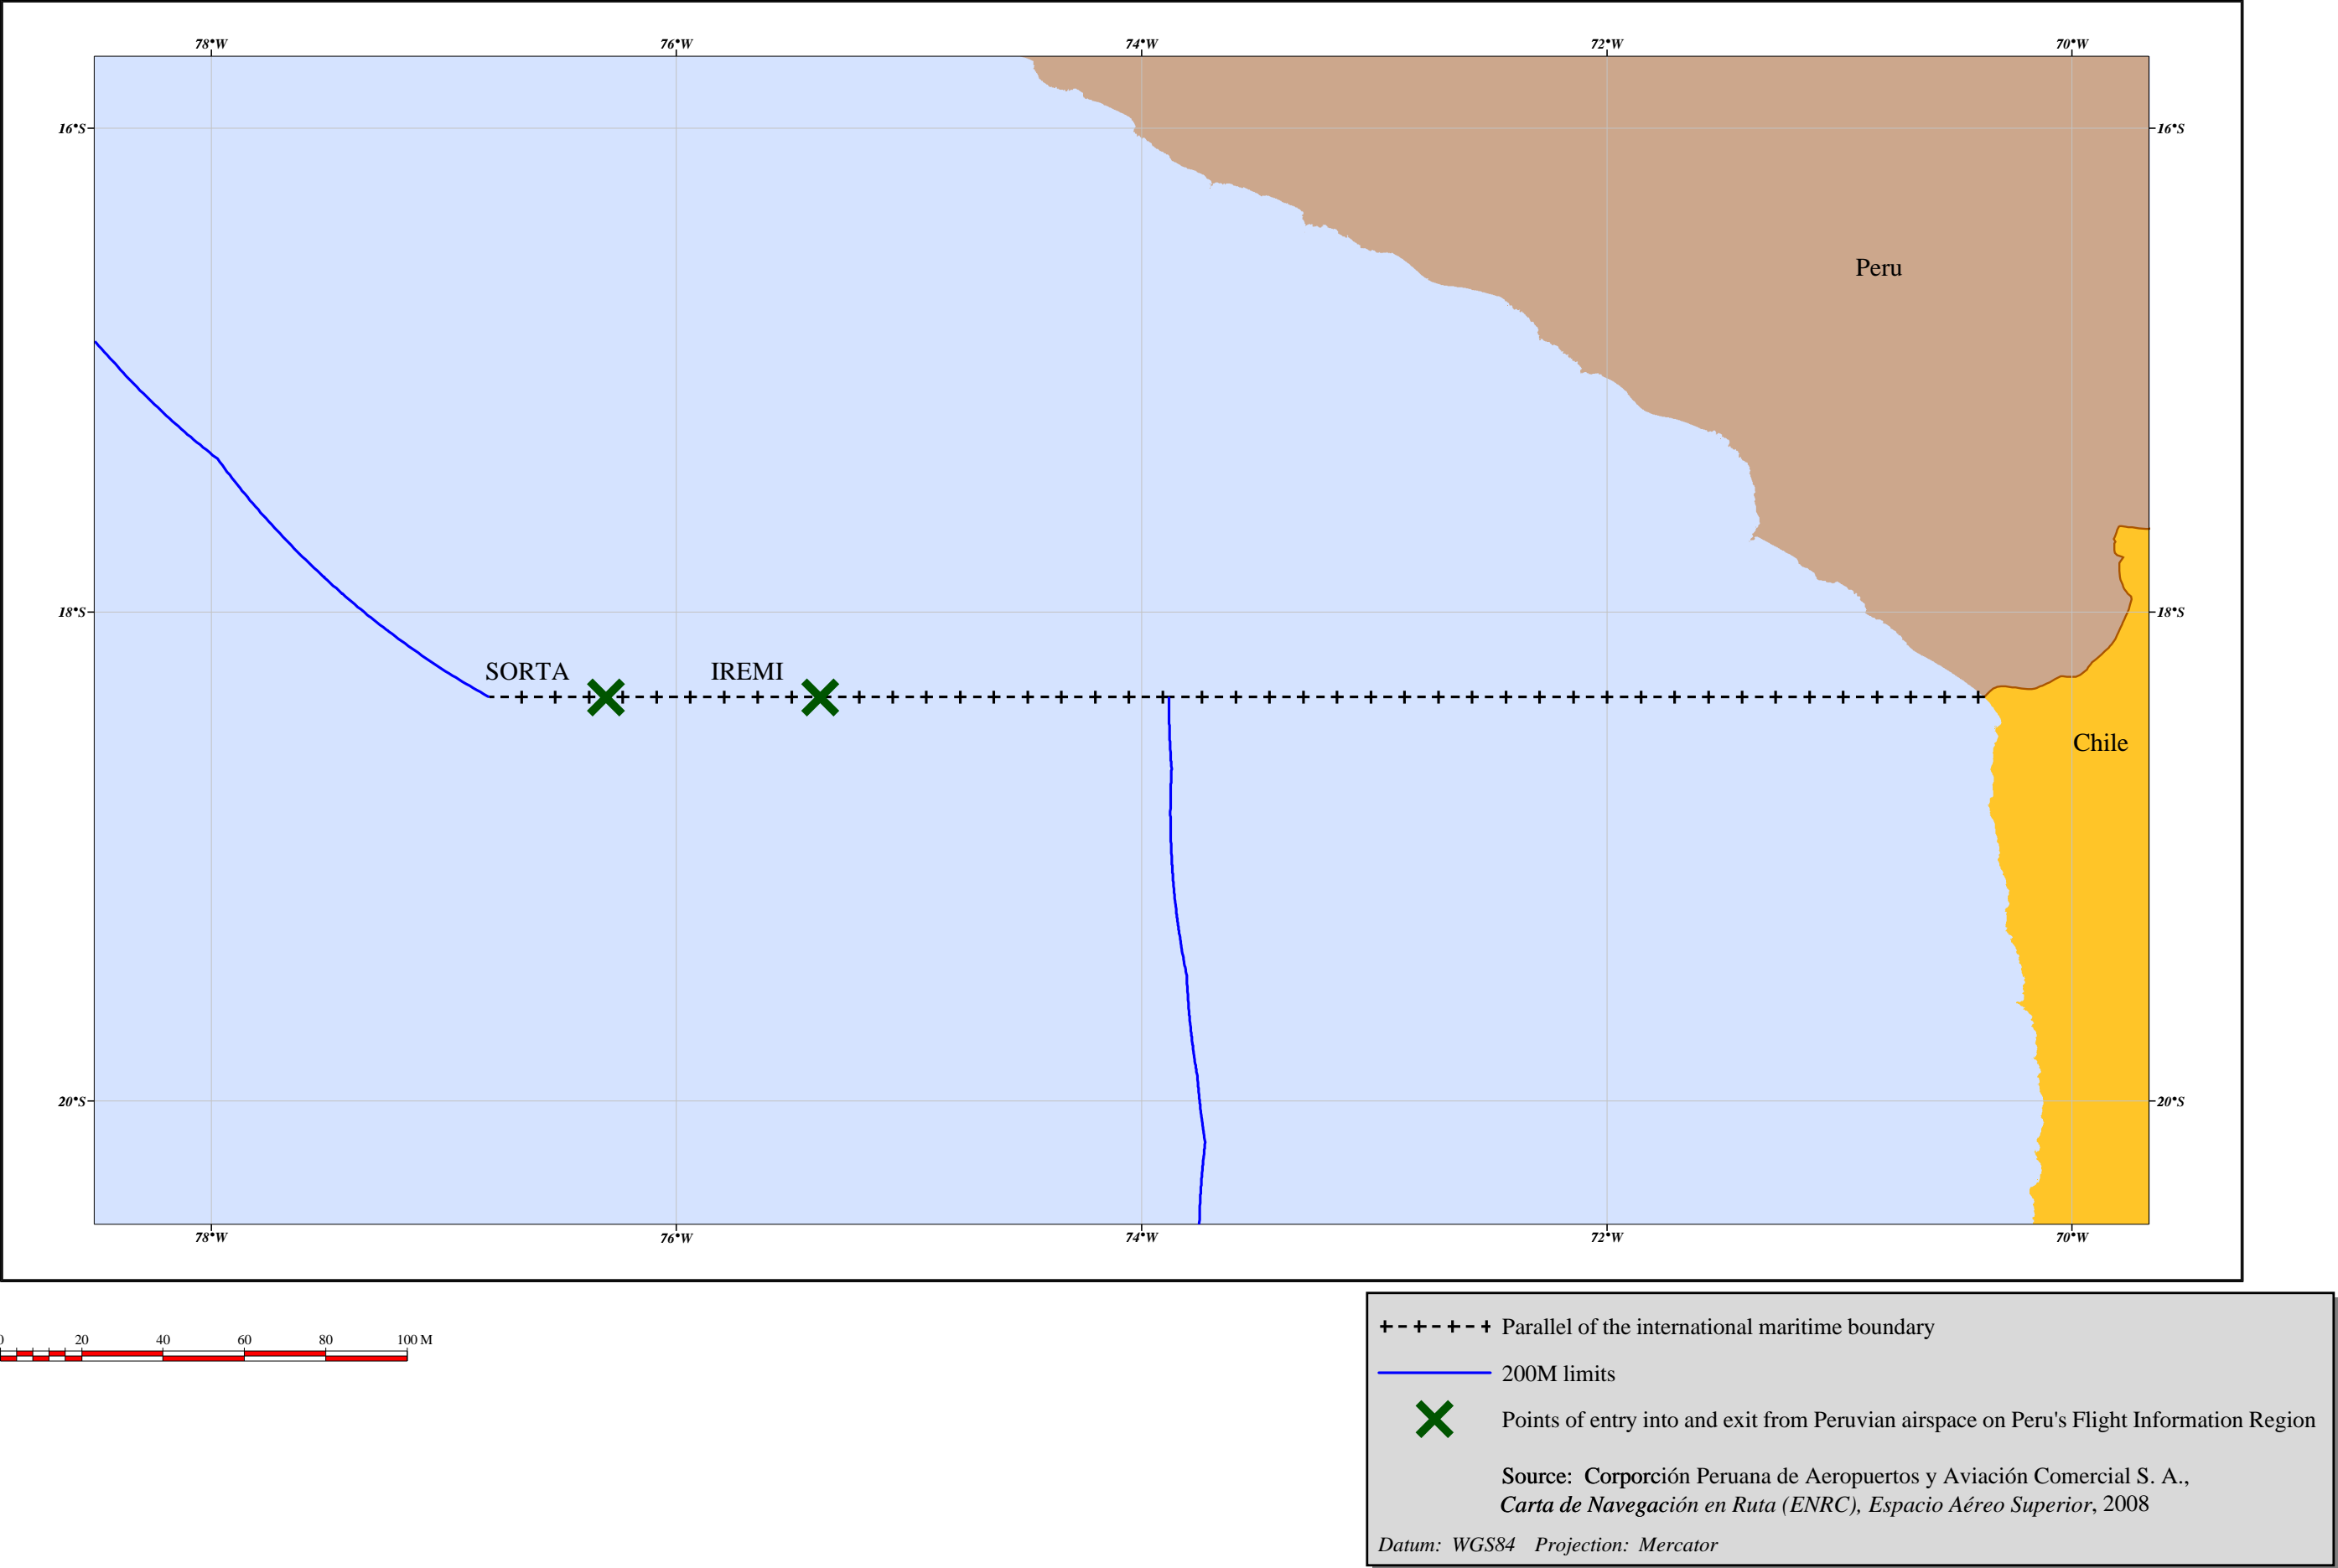 78°W 76°W 74°W 72°W 70°W
16°S 16°S
Peru
18°S 18°S
SORTA IREMI
Chile
20°S 20°S
78°W 76°W 74°W 72°W 70°W
0 20 40 60 80 100 M
Parallel of the international maritime boundary
200M limits
Points of entry into and exit from Peruvian airspace on Peru's Flight Information Region
Source: Corporción Peruana de Aeropuertos y Aviación Comercial S. A.,
Carta de Navegación en Ruta (ENRC), Espacio Aéreo Superior, 2008
Datum: WGS84 Projection: Mercator